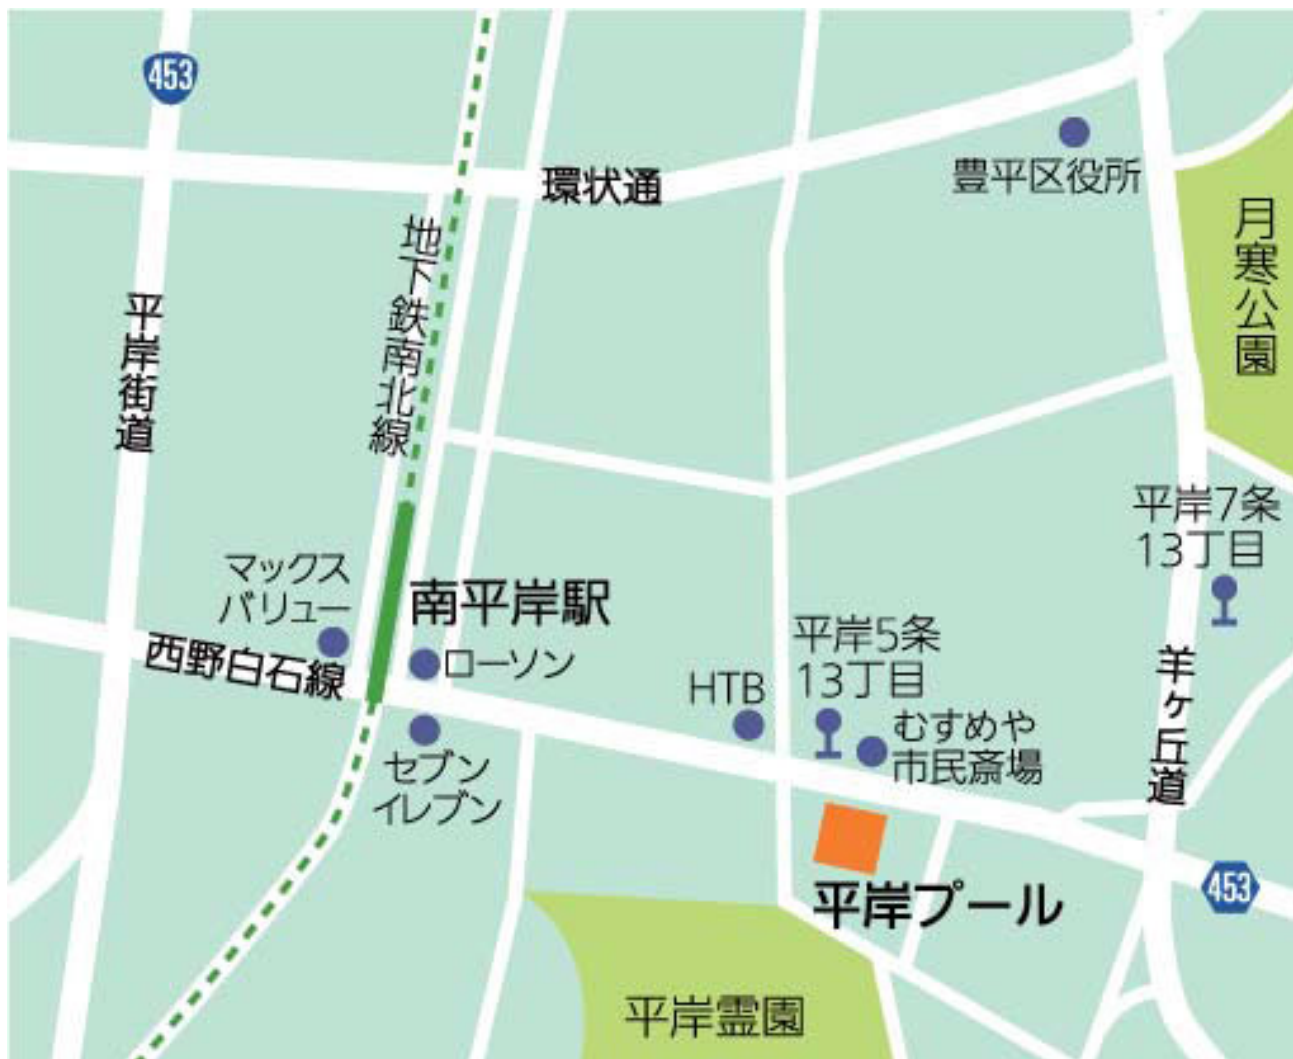 453
環状通
豊平区役所
月寒公園
地下鉄南北線
平岸街道
平岸7条
13丁目
マックス
バリュー
南平岸駅
西野白石線
ローソン
平岸5条
13丁目
HTB
羊ヶ丘道
むすめや
市民斎場
セブン
イレブン
453
平岸プール
平岸霊園